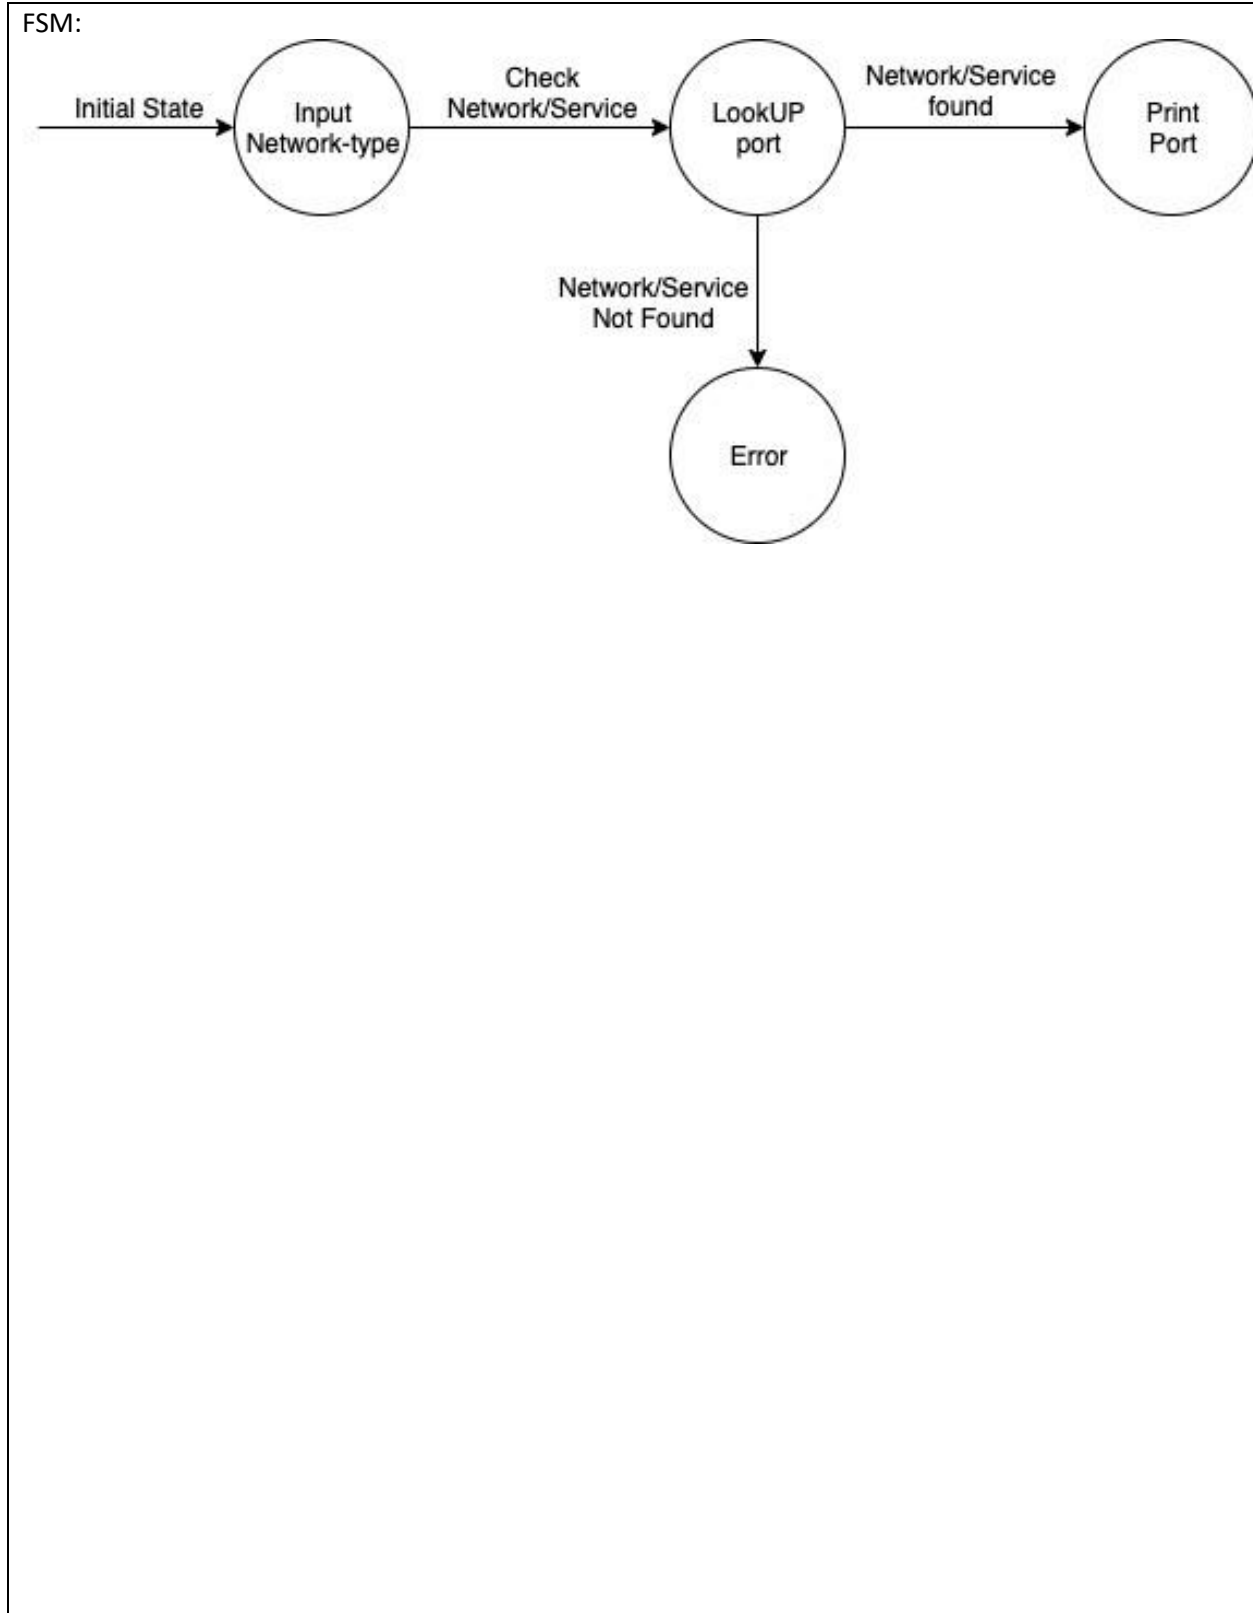 FSM:
Initial State
Input
Network-type
Check
Network/Service
LookUP
port
Network/Service
found
Print
Port
Network/Service
Not Found
Error